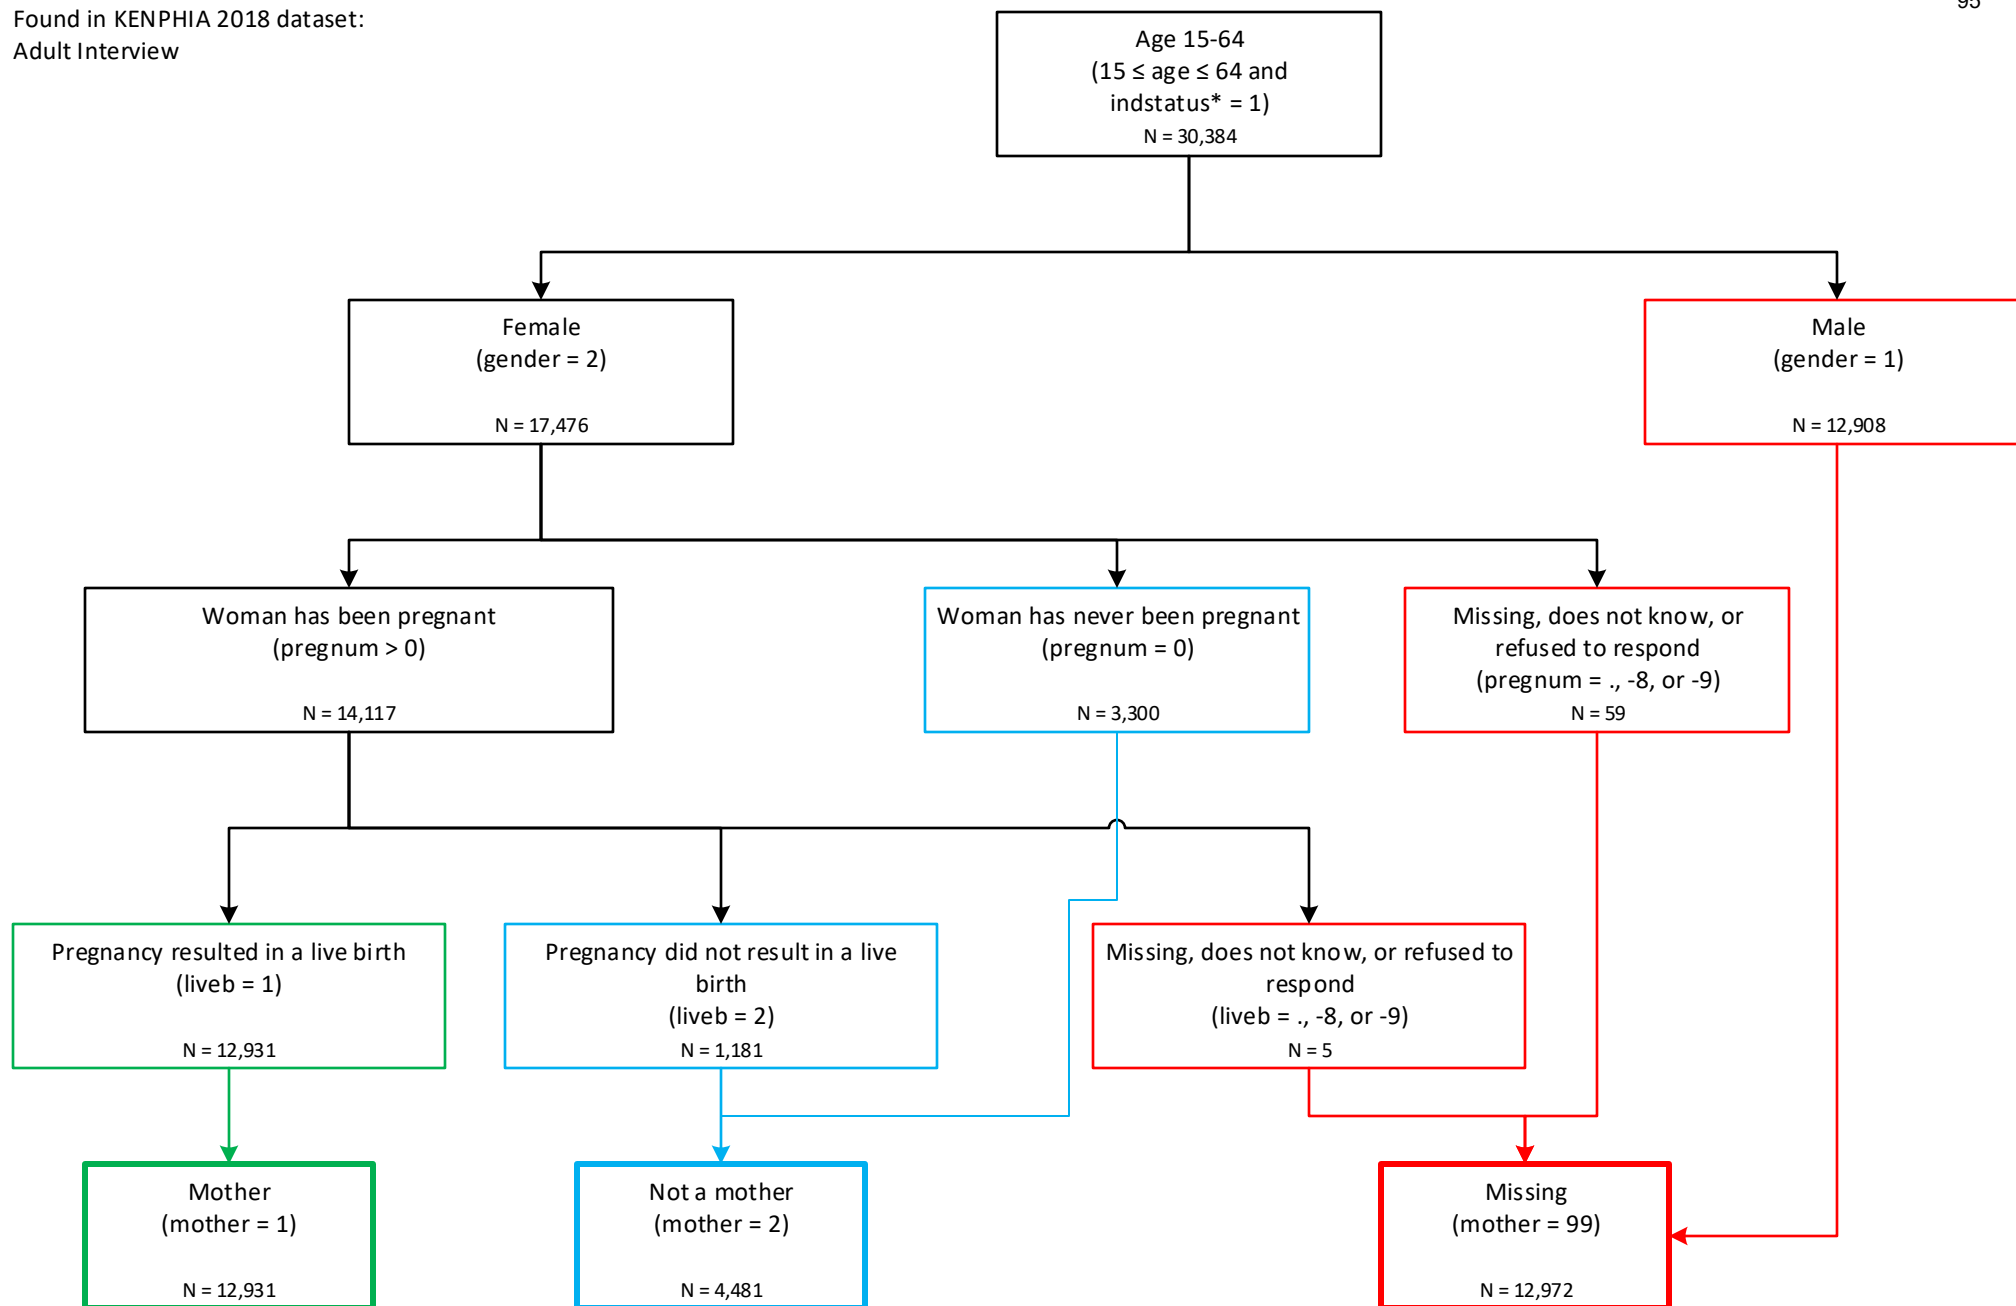 Found in KENPHIA 2018 dataset:
Adult Interview
95
Age 15-64
(15 ≤ age ≤ 64 and
indstatus* = 1)
N = 30,384
Female
(gender = 2)
N = 17,476
Male
(gender = 1)
N = 12,908
Woman has been pregnant
(pregnum > 0)
N = 14,117
Woman has never been pregnant
(pregnum = 0)
N = 3,300
Missing, does not know, or
refused to respond
(pregnum = ., -8, or -9)
N = 59
Pregnancy resulted in a live birth
(liveb = 1)
N = 12,931
Pregnancy did not result in a live
birth
(liveb = 2)
N = 1,181
Missing, does not know, or refused to
respond
(liveb = ., -8, or -9)
N = 5
Mother
(mother = 1)
N = 12,931
Not a mother
(mother = 2)
N = 4,481
Missing
(mother = 99)
N = 12,972